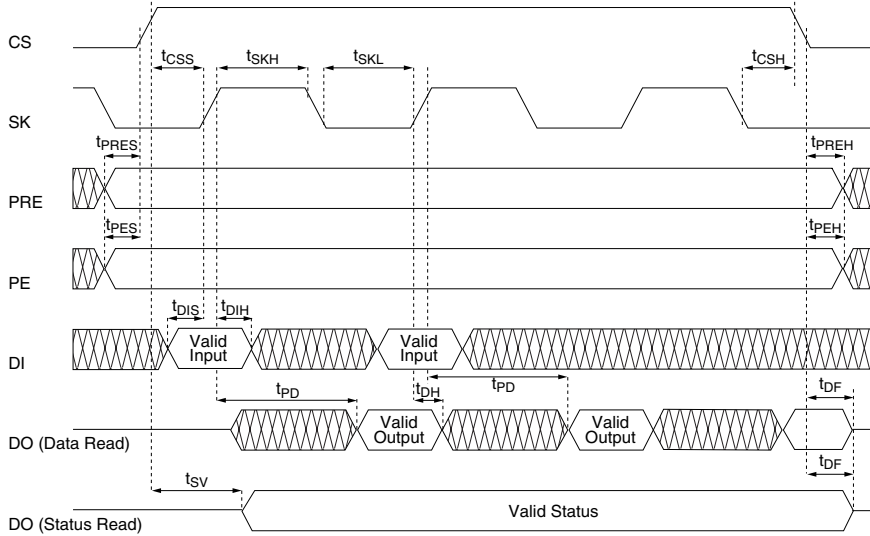 CS
tCSS
tSKH
tSKL
tCSH
SK
tPRES
tPREH
PRE
tPES
tPEH
PE
tDIS
tDIH
DI
Valid
Input
Valid
Input
tPD
tDH
tPD
tDF
DO (Data Read)
Valid
Output
Valid
Output
tDF
tSV
DO (Status Read)
Valid Status